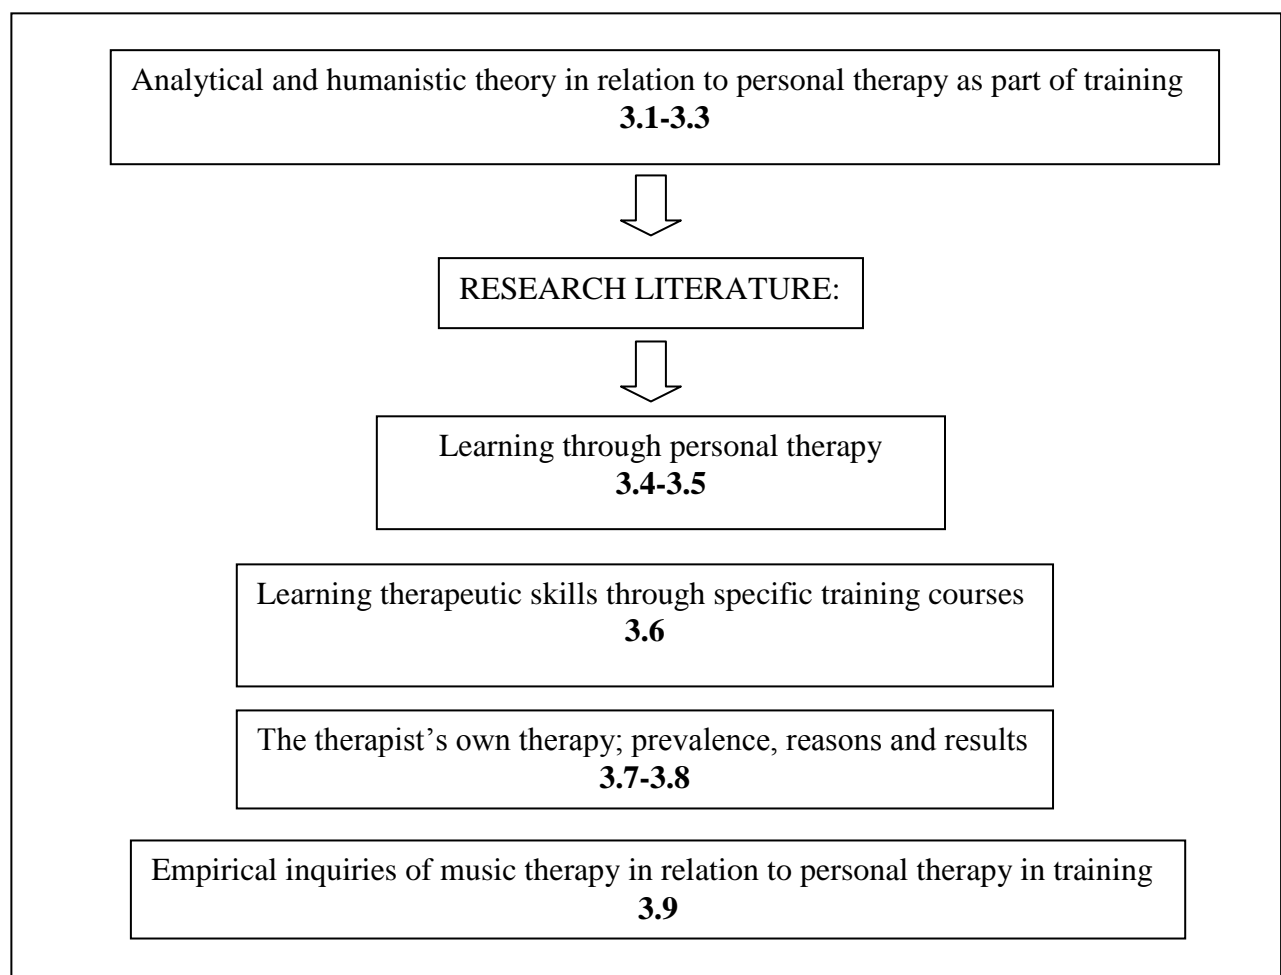 Analytical and humanistic theory in relation to personal therapy as part of training
3.1-3.3
RESEARCH LITERATURE:
Learning through personal therapy
3.4-3.5
Learning therapeutic skills through specific training courses
3.6
The therapist’s own therapy; prevalence, reasons and results
3.7-3.8
Empirical inquiries of music therapy in relation to personal therapy in training
3.9